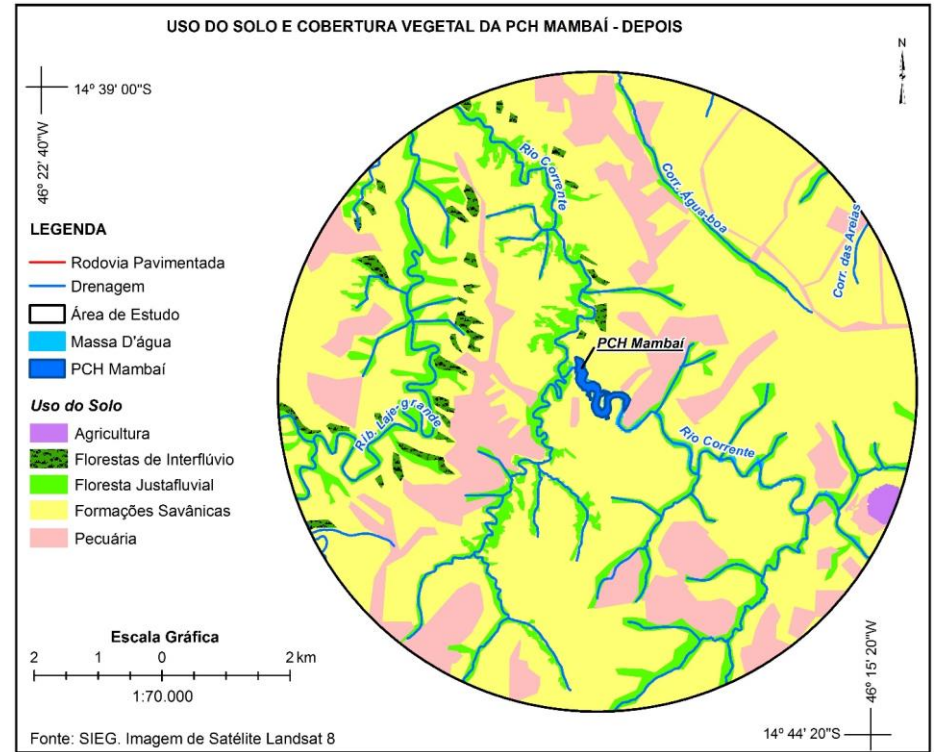 USO DO SOLO E COBERTURA VEGETAL DA PCH MAMBAÍ - DEPOIS
N
14º 39' 00"S
46º 22' 40"W
LEGENDA
Rodovia Pavimentada
Drenagem
Área de Estudo
Massa D'água
PCH Mambaí
Uso do Solo
Agricultura
Florestas de Interflúvio
Floresta Justafluvial
Formações Savânicas
Pecuária
Escala Gráfica
2 1 0 2 km
1:70.000
Fonte: SIEG. Imagem de Satélite Landsat 8
Rio Corrente
Corr. Água-boa
Corr. das Areias
PCH Mambaí
Rib. Laje-grande
Rio Corrente
46º 15' 20"W
14º 44' 20"S